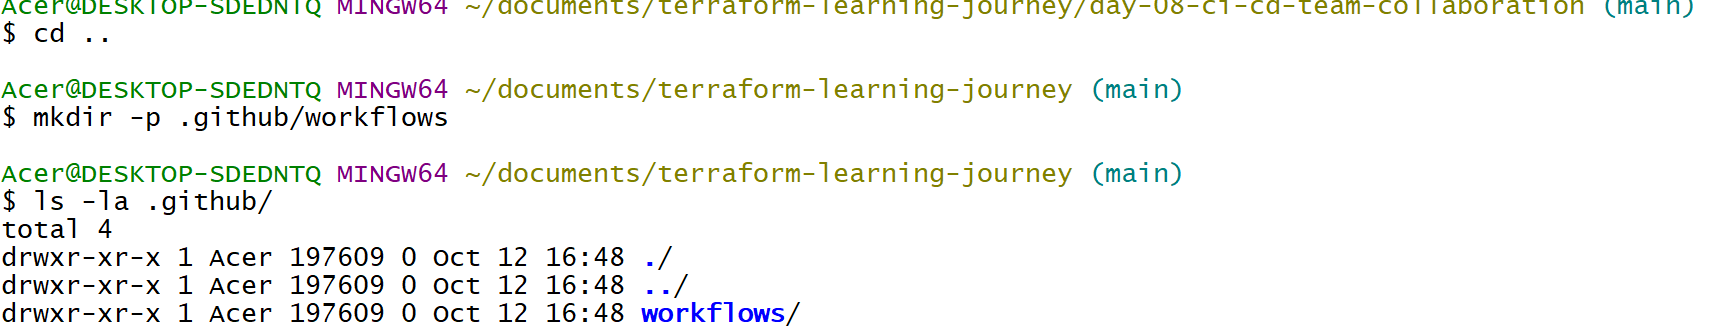 Acer@DESKTOP-SDEDNTQ MINGW64 ~/documents/terraform-learning-journey/day-08-ci-cd-team-collaboration (main)
$ cd ..
Acer@DESKTOP-SDEDNTQ MINGW64 ~/documents/terraform-learning-journey (main)
$ mkdir -p .github/workflows
Acer@DESKTOP-SDEDNTQ MINGW64 ~/documents/terraform-learning-journey (main)
$ ls -la .github/
total 4
drwxr-xr-x 1 Acer 197609 0 Oct 12 16:48 ./
drwxr-xr-x 1 Acer 197609 0 Oct 12 16:48 ../
drwxr-xr-x 1 Acer 197609 0 Oct 12 16:48 workflows/